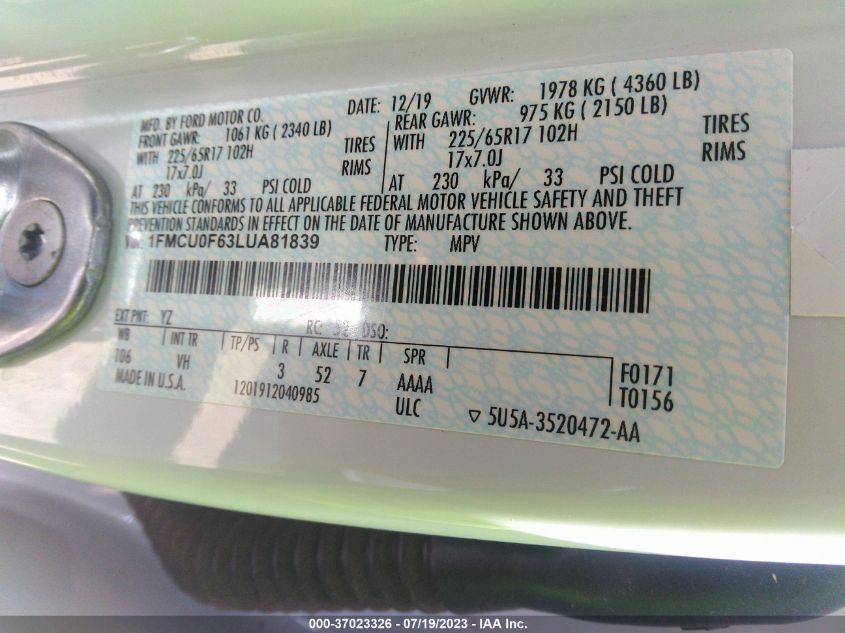 MFD. BY FORD MOTOR CO.
DATE: 12/19 GVWR: 1978 KG ( 4360 LB)
FRONT GAWR: 1061 KG ( 2340 LB)
REAR GAWR: 975 KG ( 2150 LB)
WITH 225/65R17 102H TIRES
WITH 225/65R17 102H TIRES
17x7.0J RIMS
17x7.0J RIMS
AT 230 kPa/ 33 PSI COLD
AT 230 kPa/ 33 PSI COLD
THIS VEHICLE CONFORMS TO ALL APPLICABLE FEDERAL MOTOR VEHICLE SAFETY AND THEFT
PREVENTION STANDARDS IN EFFECT ON THE DATE OF MANUFACTURE SHOWN ABOVE.
VIN: 1FMCU0F63LUA81839 TYPE: MPV
EXT PNT: YZ RC: 52 DSO:
WB INT TR TP/PS R AXLE TR SPR
106 VH 3 52 7 AAAA F0171
MADE IN U.S.A. 1201912040985 ULC T0156
5U5A-3520472-AA
000-37023326 - 07/19/2023 - IAA Inc.